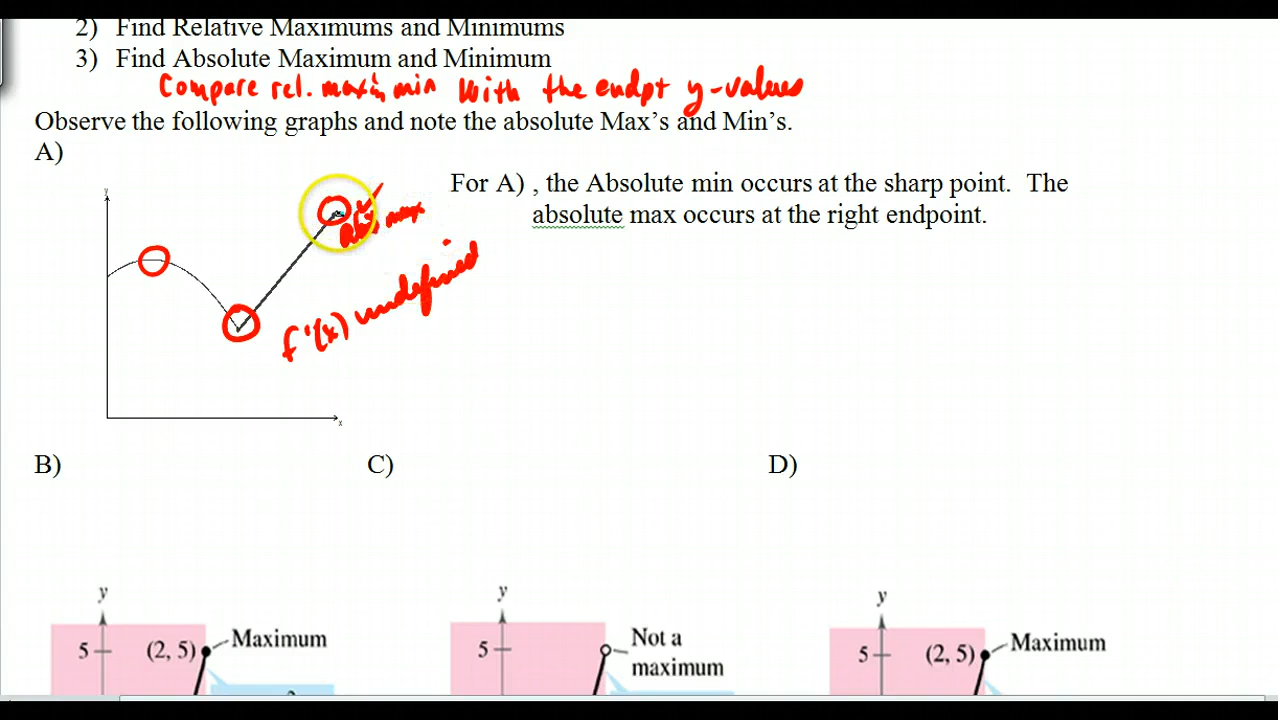 2) Find Relative Maximums and Minimums
3) Find Absolute Maximum and Minimum
Compare rel. max & min with the endpt y-values
Observe the following graphs and note the absolute Max's and Min's.
A)
y
For A) , the Absolute min occurs at the sharp point. The
absolute max occurs at the right endpoint.
Abs max
f'(x) undefined
x
B) C) D)
y y y
5 (2, 5) Maximum
5 Not a maximum
5 (2, 5) Maximum